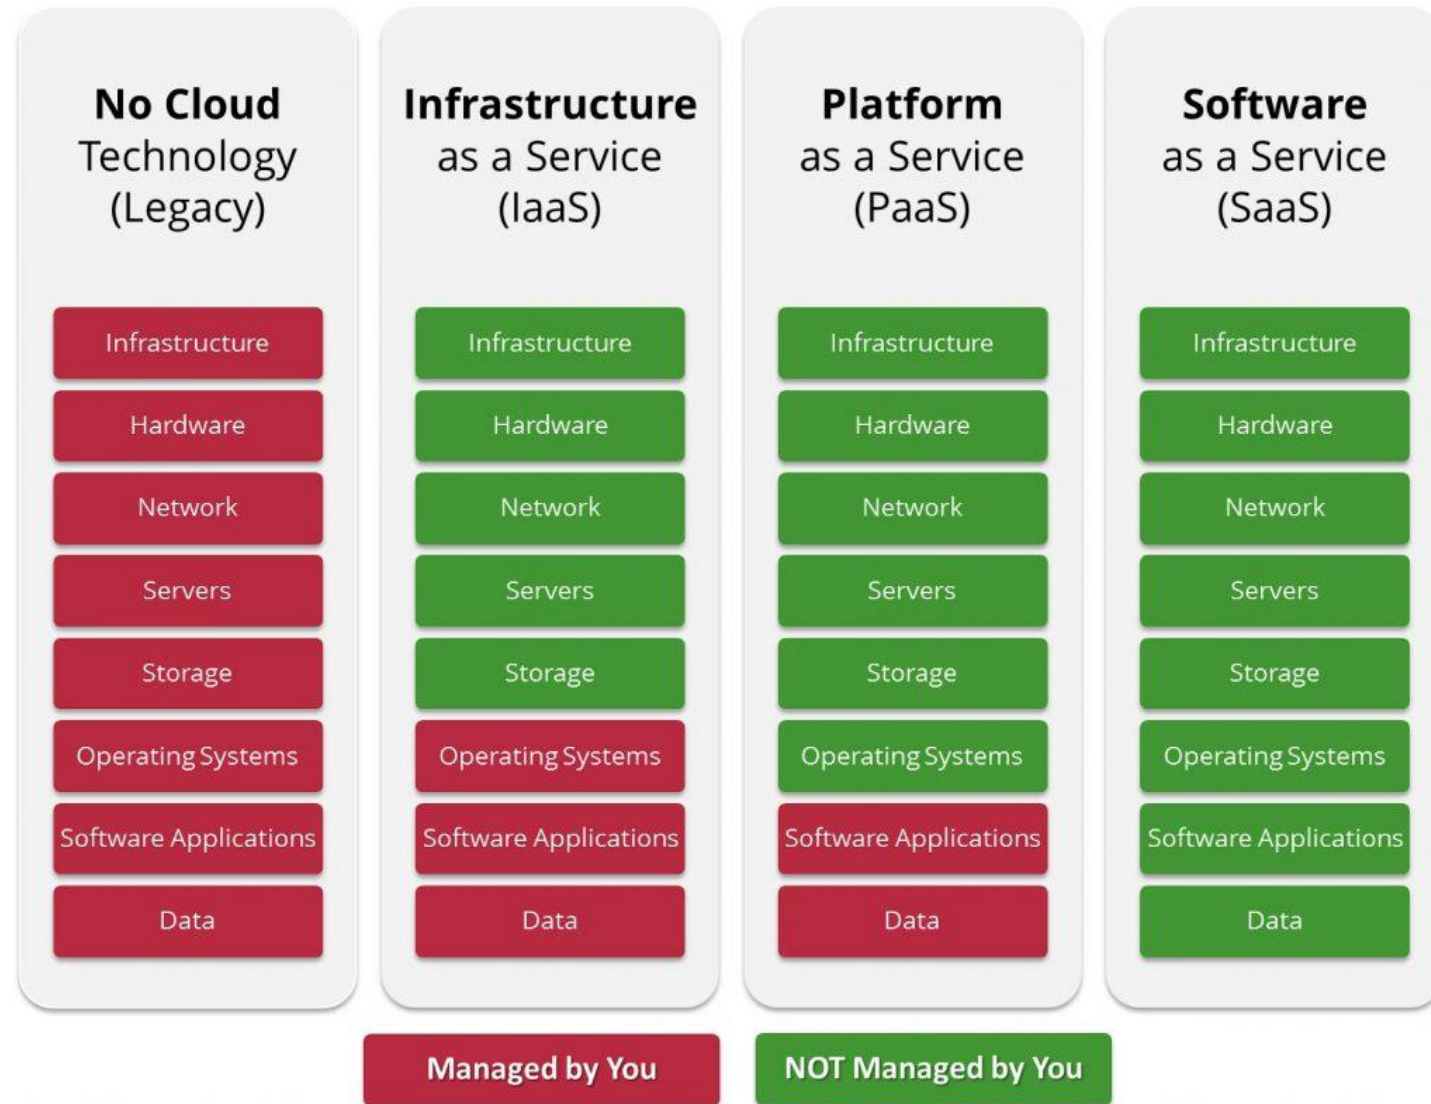 No Cloud
Technology
(Legacy)
Infrastructure
Hardware
Network
Servers
Storage
Operating Systems
Software Applications
Data
Infrastructure
as a Service
(IaaS)
Infrastructure
Hardware
Network
Servers
Storage
Operating Systems
Software Applications
Data
Platform
as a Service
(PaaS)
Infrastructure
Hardware
Network
Servers
Storage
Operating Systems
Software Applications
Data
Software
as a Service
(SaaS)
Infrastructure
Hardware
Network
Servers
Storage
Operating Systems
Software Applications
Data
Managed by You
NOT Managed by You